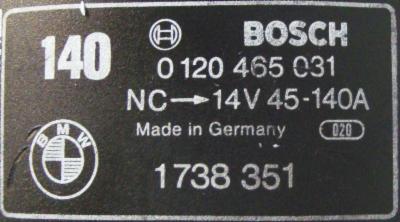 140 BOSCH
0 120 465 031
NC→14V 45-140A
Made in Germany 020
BMW
1738 351